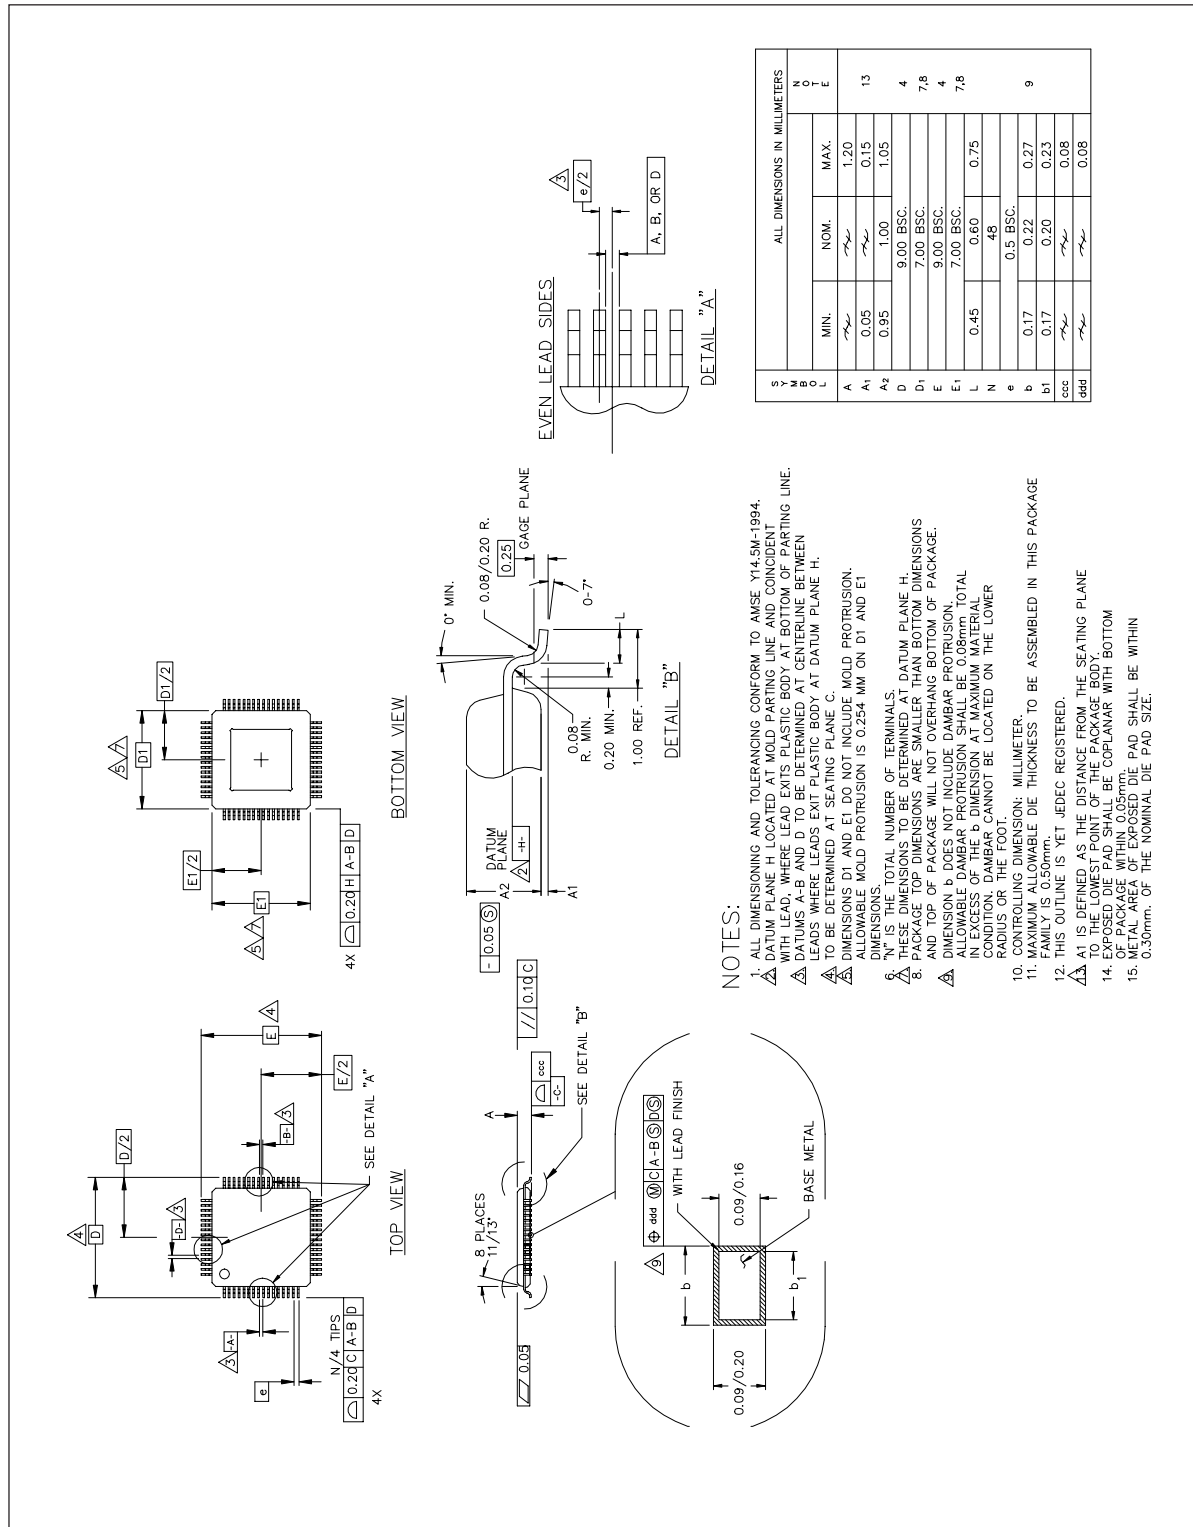 D
D/2
D
4
-D-
3
3
-A-
-B-
3
E
4
E/2
e
N/4 TIPS
0.20 C A-B D
4X
SEE DETAIL "A"
TOP VIEW
5 7
D1
D1/2
E1/2
E1
5 7
0.20 H A-B D
4X
BOTTOM VIEW
8 PLACES
11/13°
A
// 0.10 C
0.05
ccc
-C-
SEE DETAIL "B"
- 0.05 S
A2
A1
DATUM
PLANE
2 -H-
0° MIN.
0.08/0.20 R.
0.25
GAGE PLANE
0-7°
0.08
R. MIN.
0.20 MIN.
1.00 REF.
L
DETAIL "B"
EVEN LEAD SIDES
3
e/2
A, B, OR D
DETAIL "A"
9
ddd M C A-B S D S
b
WITH LEAD FINISH
0.09/0.20
0.09/0.16
b1
BASE METAL
NOTES:
1. ALL DIMENSIONING AND TOLERANCING CONFORM TO AMSE Y14.5M-1994.
2. DATUM PLANE H LOCATED AT MOLD PARTING LINE AND COINCIDENT
WITH LEAD, WHERE LEAD EXITS PLASTIC BODY AT BOTTOM OF PARTING LINE.
3. DATUMS A-B AND D TO BE DETERMINED AT CENTERLINE BETWEEN
LEADS WHERE LEADS EXIT PLASTIC BODY AT DATUM PLANE H.
4. TO BE DETERMINED AT SEATING PLANE C.
5. DIMENSIONS D1 AND E1 DO NOT INCLUDE MOLD PROTRUSION.
ALLOWABLE MOLD PROTRUSION IS 0.254 MM ON D1 AND E1
DIMENSIONS.
6. "N" IS THE TOTAL NUMBER OF TERMINALS.
7. THESE DIMENSIONS TO BE DETERMINED AT DATUM PLANE H.
8. PACKAGE TOP DIMENSIONS ARE SMALLER THAN BOTTOM DIMENSIONS
AND TOP OF PACKAGE WILL NOT OVERHANG BOTTOM OF PACKAGE.
9. DIMENSION b DOES NOT INCLUDE DAMBAR PROTRUSION.
ALLOWABLE DAMBAR PROTRUSION SHALL BE 0.08mm TOTAL
IN EXCESS OF THE b DIMENSION AT MAXIMUM MATERIAL
CONDITION. DAMBAR CANNOT BE LOCATED ON THE LOWER
RADIUS OR THE FOOT.
10. CONTROLLING DIMENSION: MILLIMETER.
11. MAXIMUM ALLOWABLE DIE THICKNESS TO BE ASSEMBLED IN THIS PACKAGE
FAMILY IS 0.50mm.
12. THIS OUTLINE IS YET JEDEC REGISTERED.
13. A1 IS DEFINED AS THE DISTANCE FROM THE SEATING PLANE
TO THE LOWEST POINT OF THE PACKAGE BODY.
14. EXPOSED DIE PAD SHALL BE COPLANAR WITH BOTTOM
OF PACKAGE WITHIN 0.05mm.
15. METAL AREA OF EXPOSED DIE PAD SHALL BE WITHIN
0.30mm. OF THE NOMINAL DIE PAD SIZE.
SYMBOL ALL DIMENSIONS IN MILLIMETERS NOTE
MIN. NOM. MAX.
A 1.20
A1 0.05 0.15 13
A2 0.95 1.00 1.05
D 9.00 BSC. 4
D1 7.00 BSC. 7,8
E 9.00 BSC. 4
E1 7.00 BSC. 7,8
L 0.45 0.60 0.75
N 48
e 0.5 BSC.
b 0.17 0.22 0.27 9
b1 0.17 0.20 0.23
ccc 0.08
ddd 0.08